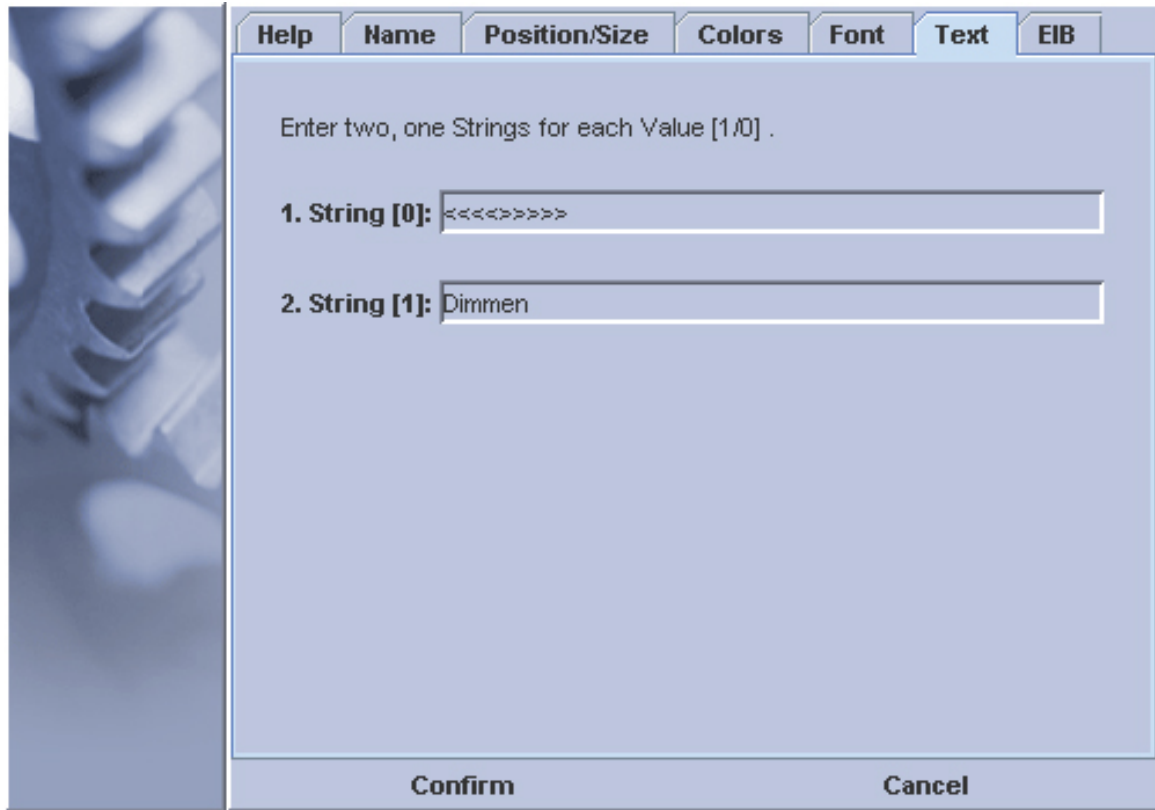 Help Name Position/Size Colors Font Text EIB
Enter two, one Strings for each Value [1/0] .
1. String [0]: <<<<>>>>>
2. String [1]: Dimmen
Confirm Cancel